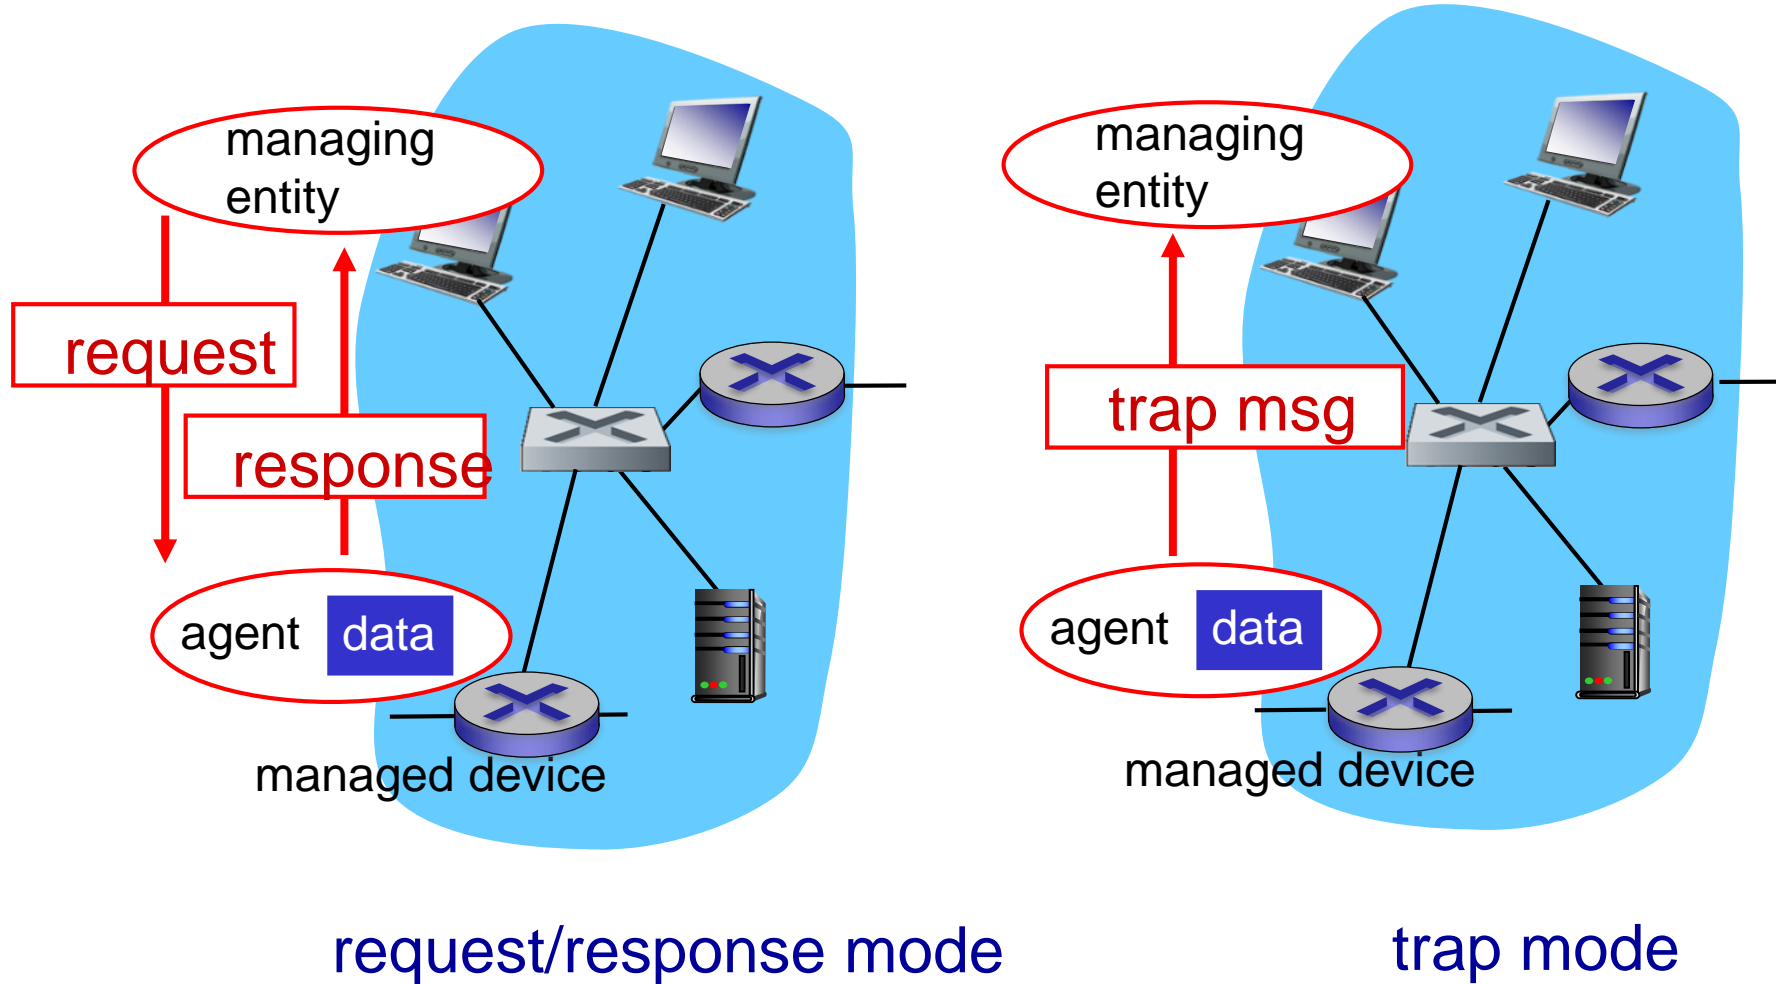 managing
entity
request
response
agent
data
managed device
request/response mode
managing
entity
trap msg
agent
data
managed device
trap mode